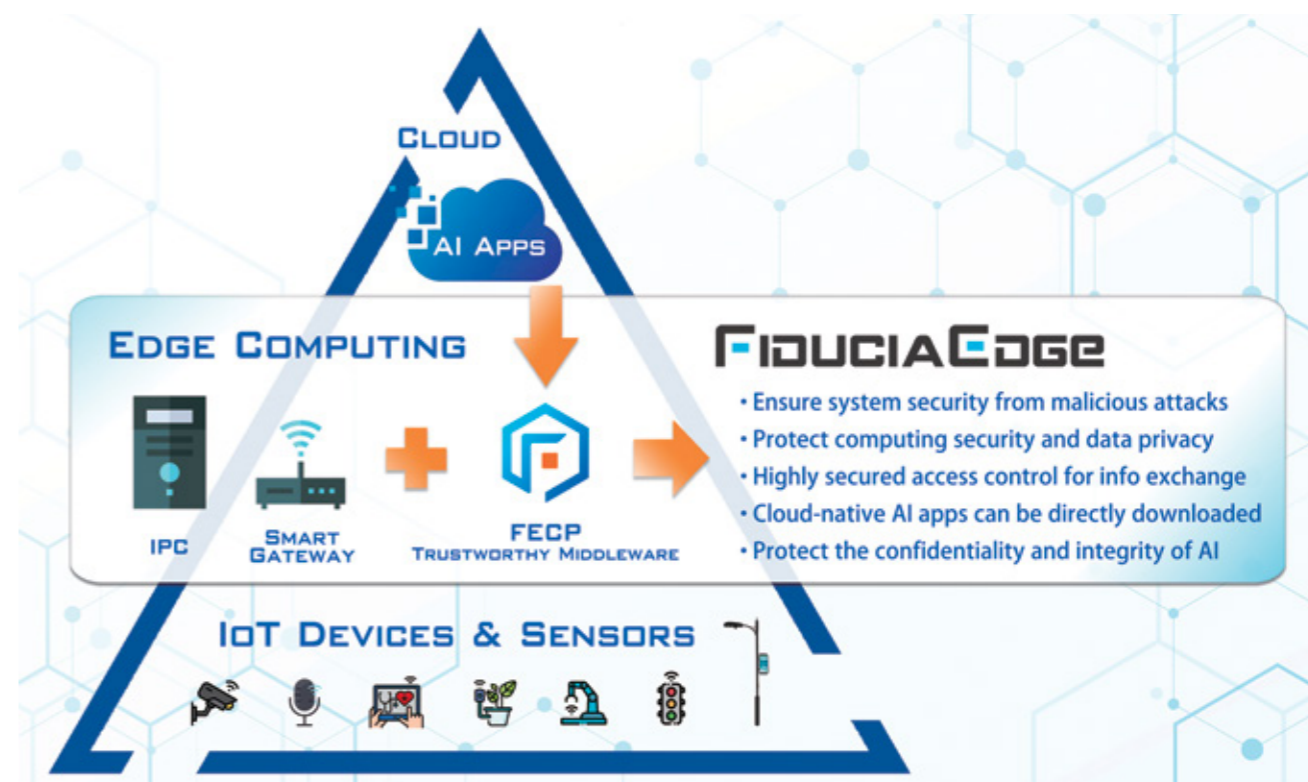 CLOUD
AI APPS
EDGE COMPUTING
IPC
SMART
GATEWAY
FECP
TRUSTWORTHY MIDDLEWARE
FIDUCIAEDGE
• Ensure system security from malicious attacks
• Protect computing security and data privacy
• Highly secured access control for info exchange
• Cloud-native AI apps can be directly downloaded
• Protect the confidentiality and integrity of AI
IOT DEVICES & SENSORS